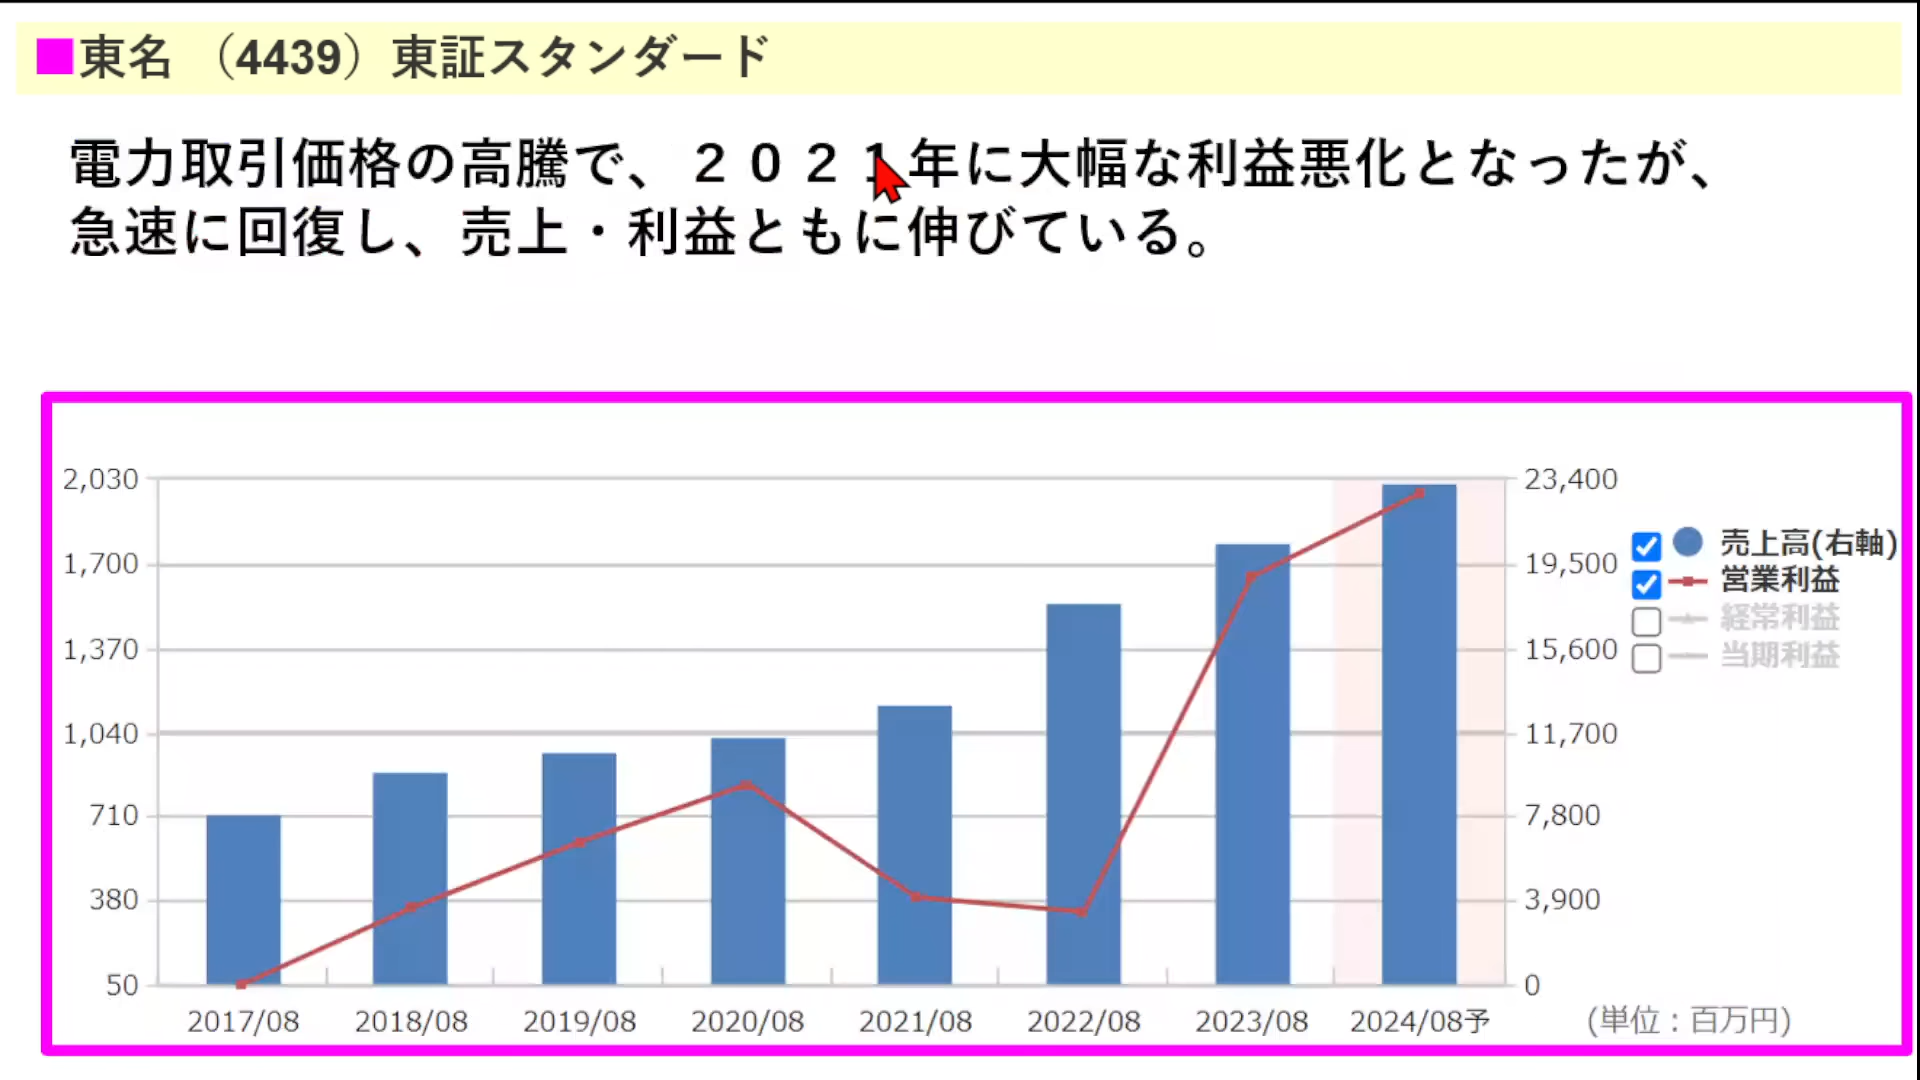 ■東名 （4439）東証スタンダード
電力取引価格の高騰で、２０２１年に大幅な利益悪化となったが、
急速に回復し、売上・利益ともに伸びている。
2,030
1,700
1,370
1,040
710
380
50
23,400
19,500
15,600
11,700
7,800
3,900
0
売上高(右軸)
営業利益
経常利益
当期利益
2017/08 2018/08 2019/08 2020/08 2021/08 2022/08 2023/08 2024/08予
(単位：百万円)